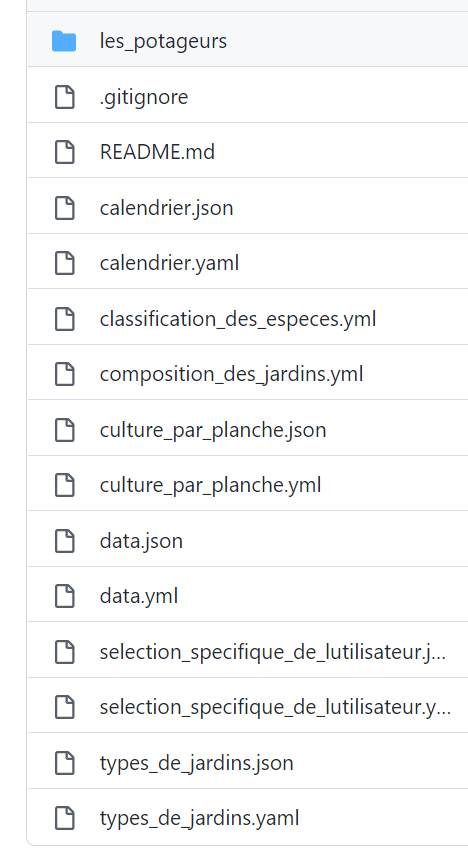 les_potageurs
.gitignore
README.md
calendrier.json
calendrier.yaml
classification_des_especes.yml
composition_des_jardins.yml
culture_par_planche.json
culture_par_planche.yml
data.json
data.yml
selection_specifique_de_lutilisateur.j...
selection_specifique_de_lutilisateur.y...
types_de_jardins.json
types_de_jardins.yaml